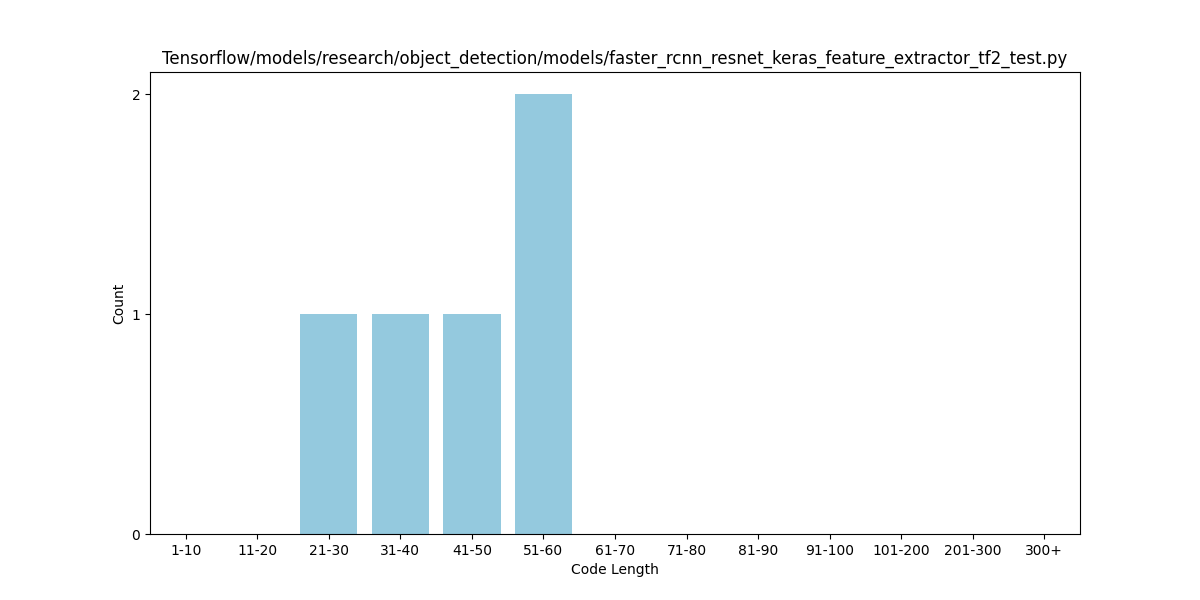 Tensorflow/models/research/object_detection/models/faster_rcnn_resnet_keras_feature_extractor_tf2_test.py
2
1
0
Count
1-10 11-20 21-30 31-40 41-50 51-60 61-70 71-80 81-90 91-100 101-200 201-300 300+
Code Length